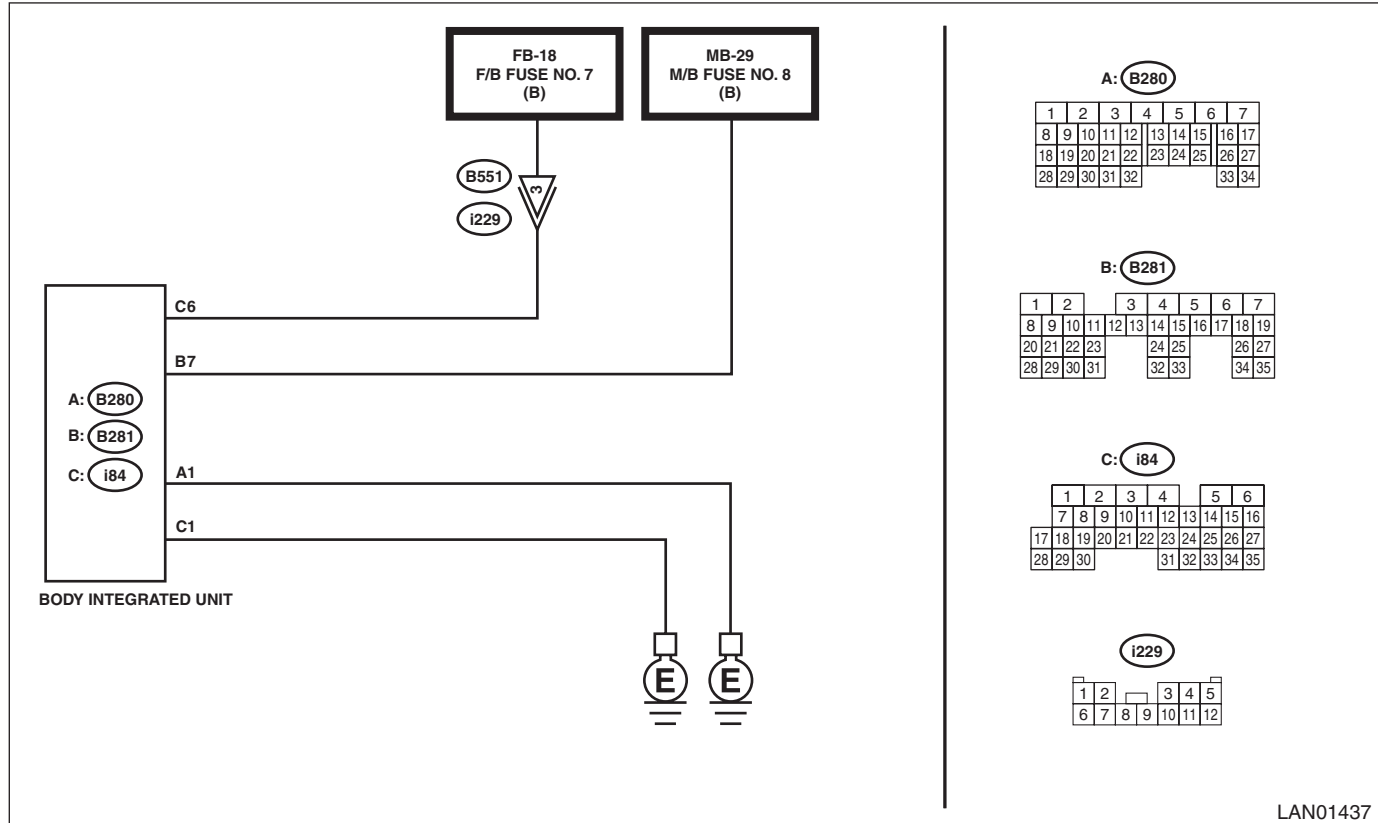 FB-18
F/B FUSE NO. 7
(B)
MB-29
M/B FUSE NO. 8
(B)
B551
3
i229
C6
B7
A: B280
B: B281
C: i84
A1
C1
BODY INTEGRATED UNIT
E E
A: B280
1 2 3 4 5 6 7
8 9 10 11 12 13 14 15 16 17
18 19 20 21 22 23 24 25 26 27
28 29 30 31 32 33 34
B: B281
1 2 3 4 5 6 7
8 9 10 11 12 13 14 15 16 17 18 19
20 21 22 23 24 25 26 27
28 29 30 31 32 33 34 35
C: i84
1 2 3 4 5 6
7 8 9 10 11 12 13 14 15 16
17 18 19 20 21 22 23 24 25 26 27
28 29 30 31 32 33 34 35
i229
1 2 3 4 5
6 7 8 9 10 11 12
LAN01437